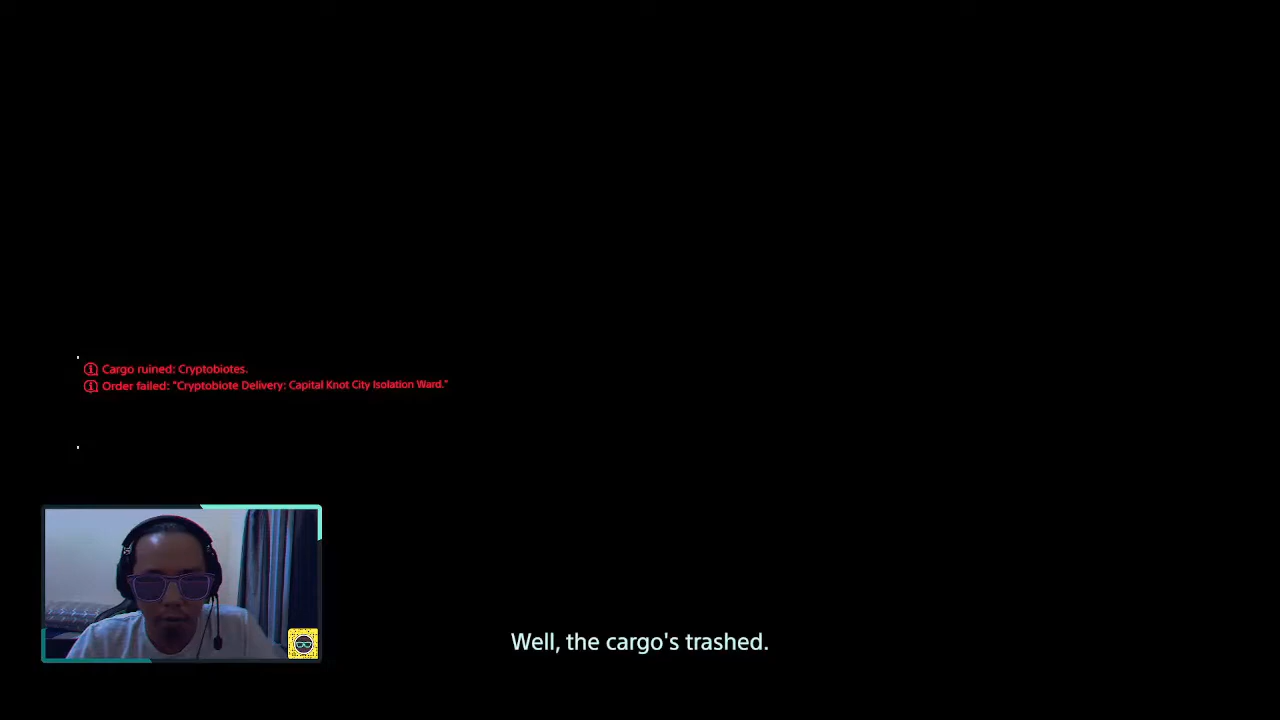 Cargo ruined: Cryptobiotes.
Order failed: "Cryptobiote Delivery: Capital Knot City Isolation Ward."
Well, the cargo's trashed.